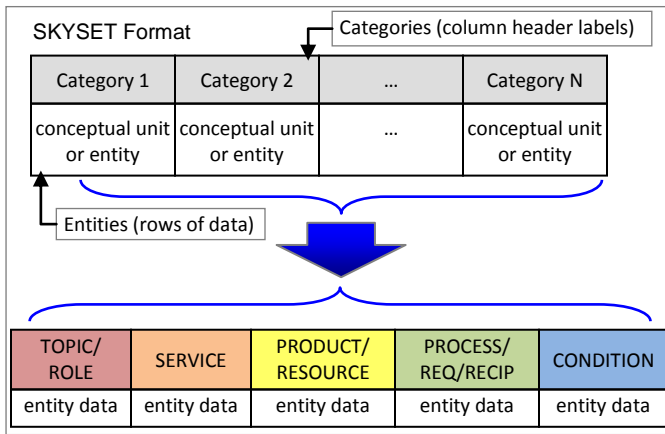 SKYSET Format
Categories (column header labels)
Category 1 Category 2 ... Category N
conceptual unit conceptual unit ... conceptual unit
or entity or entity or entity
Entities (rows of data)
TOPIC/ SERVICE PRODUCT/ PROCESS/ CONDITION
ROLE RESOURCE REQ/RECIP
entity data entity data entity data entity data entity data